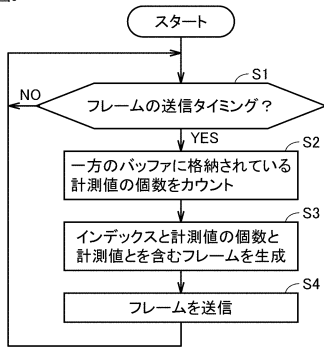 スタート
S1
NO
フレームの送信タイミング？
YES
S2
一方のバッファに格納されている
計測値の個数をカウント
S3
インデックスと計測値の個数と
計測値とを含むフレームを生成
S4
フレームを送信